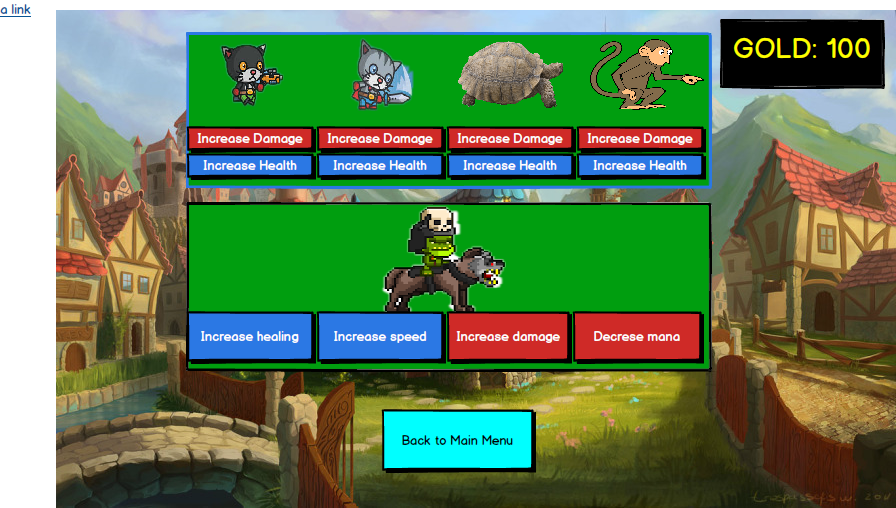 a link
GOLD: 100
Increase Damage Increase Damage Increase Damage Increase Damage
Increase Health Increase Health Increase Health Increase Health
Increase healing Increase speed Increase damage Decrese mana
Back to Main Menu